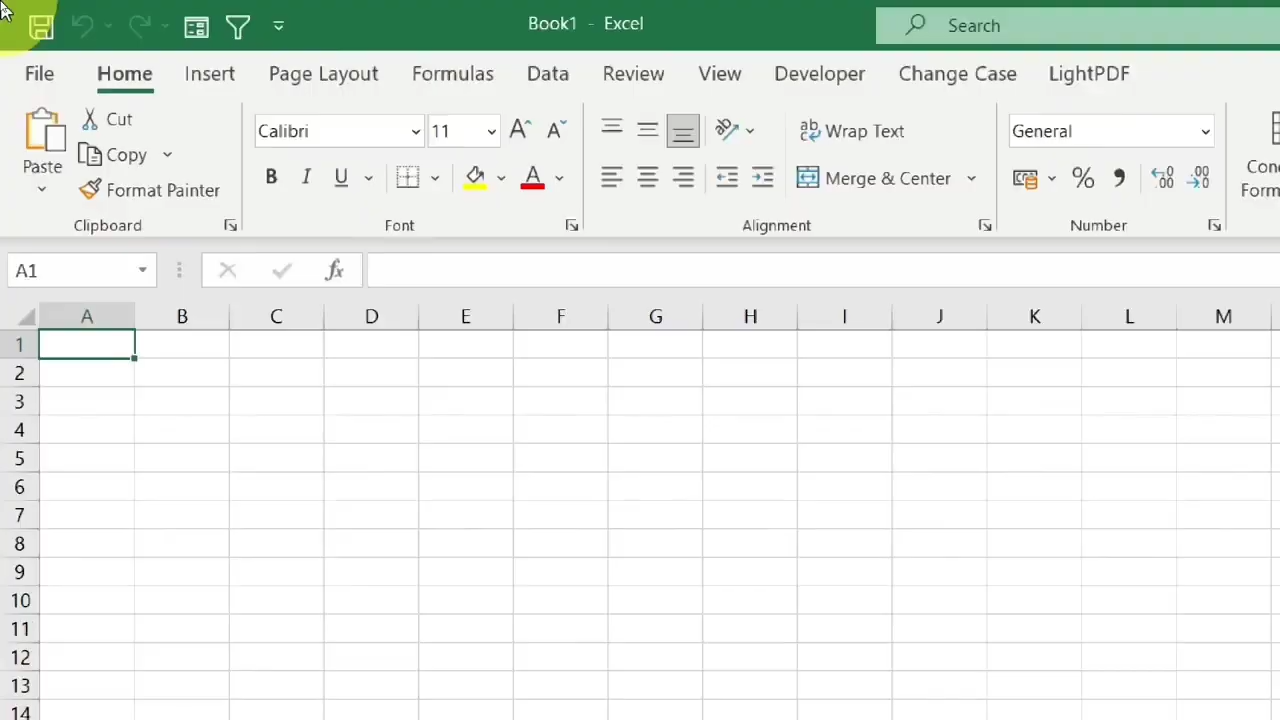 Book1 - Excel
Search
File Home Insert Page Layout Formulas Data Review View Developer Change Case LightPDF
Paste
Cut
Copy
Format Painter
Clipboard
Calibri 11
B I U
Font
Wrap Text
Merge & Center
Alignment
General
Number
Cond
Form
A1
fx
A B C D E F G H I J K L M
1
2
3
4
5
6
7
8
9
10
11
12
13
14